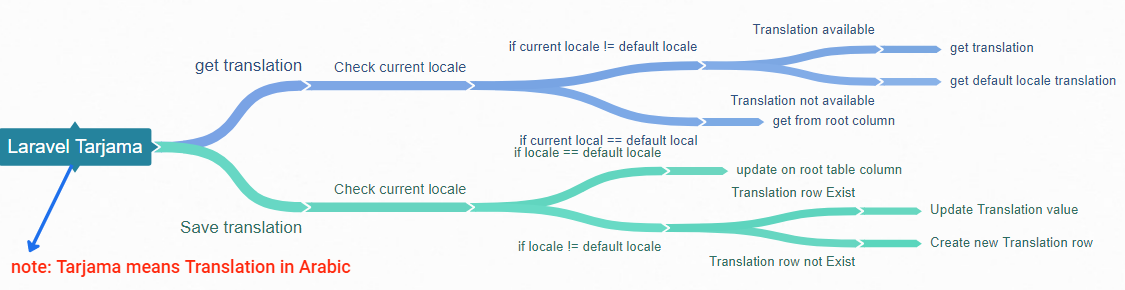 Laravel Tarjama
get translation
Check current locale
if current locale != default locale
Translation available
get translation
get default locale translation
Translation not available
get from root column
if current local == default local
Save translation
Check current locale
if locale == default locale
update on root table column
if locale != default locale
Translation row Exist
Update Translation value
Create new Translation row
Translation row not Exist
note: Tarjama means Translation in Arabic